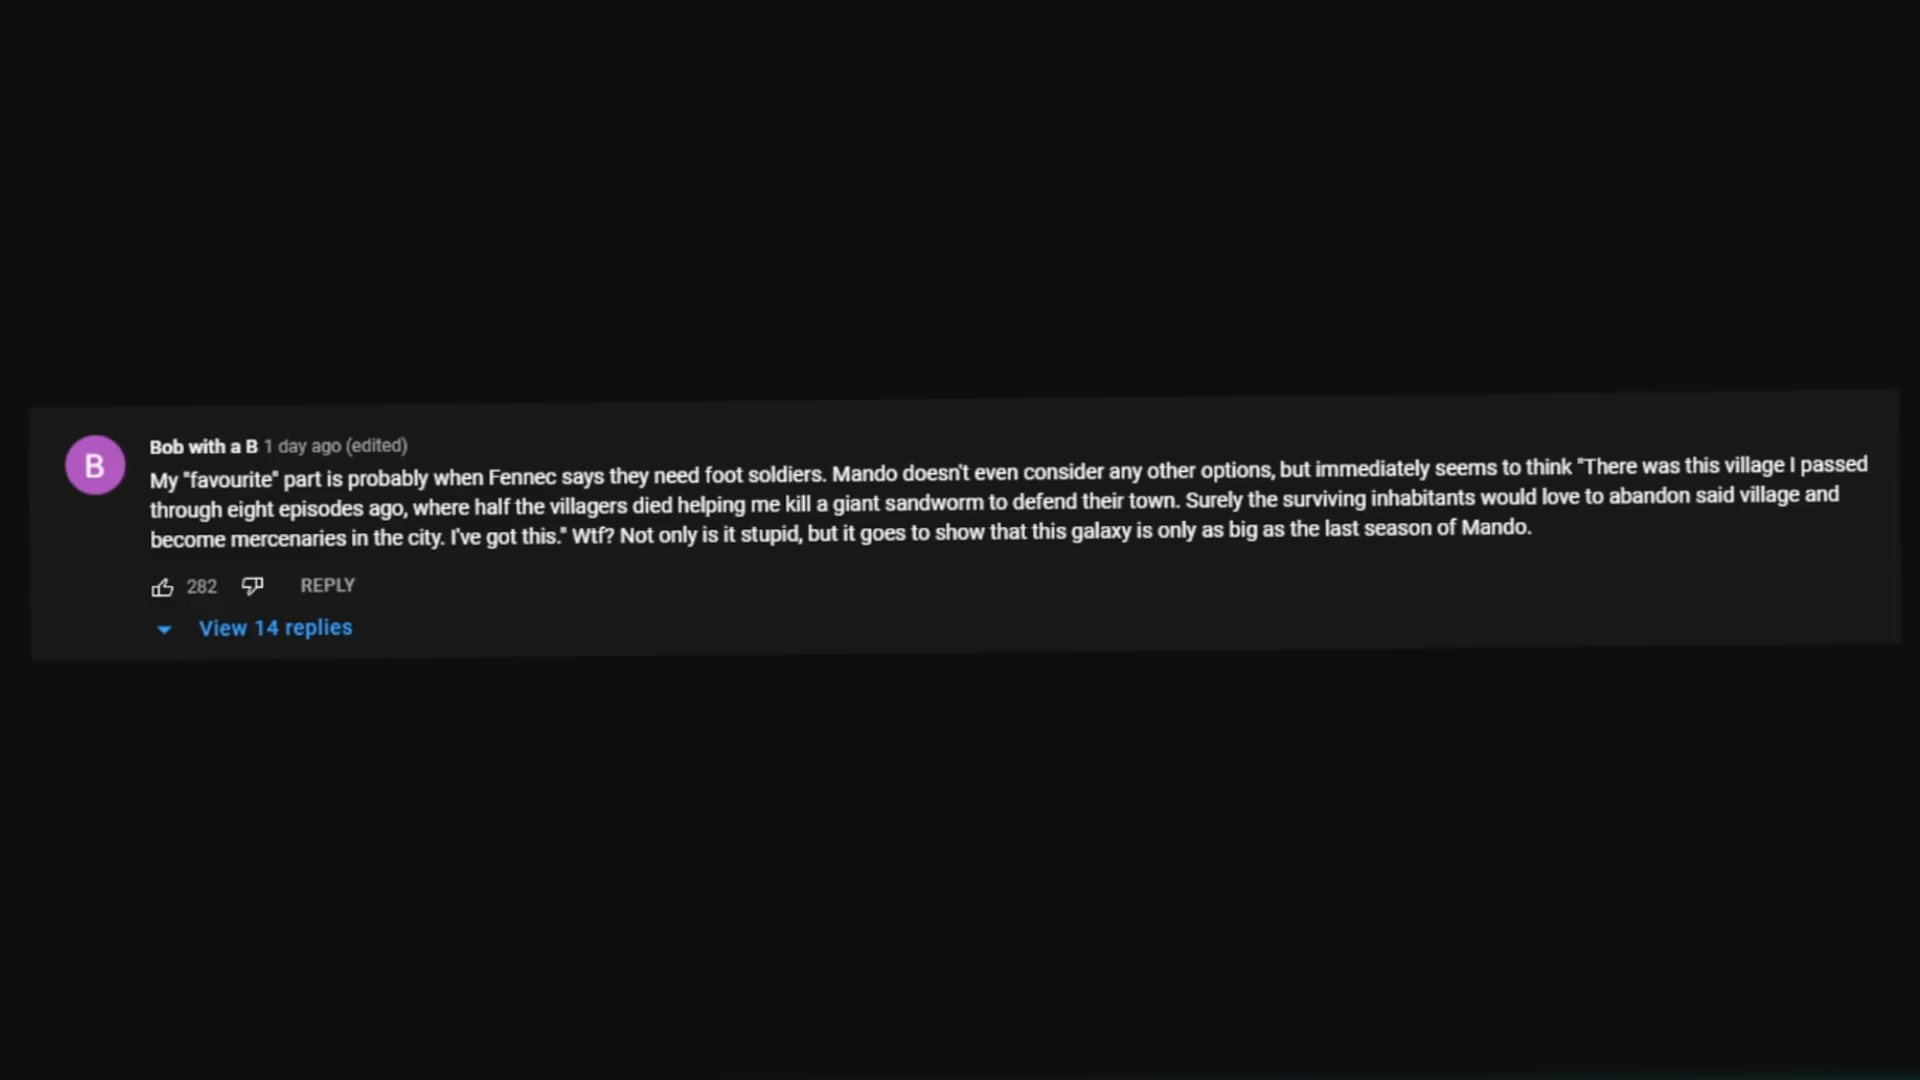 B
Bob with a B 1 day ago (edited)
My "favourite" part is probably when Fennec says they need foot soldiers. Mando doesn't even consider any other options, but immediately seems to think "There was this village I passed
through eight episodes ago, where half the villagers died helping me kill a giant sandworm to defend their town. Surely the surviving inhabitants would love to abandon said village and
become mercenaries in the city. I've got this." Wtf? Not only is it stupid, but it goes to show that this galaxy is only as big as the last season of Mando.
282 REPLY
View 14 replies